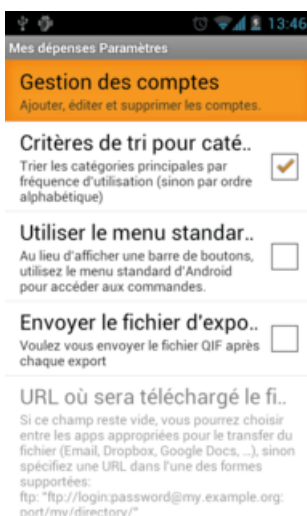 13:46
Mes dépenses Paramètres
Gestion des comptes
Ajouter, éditer et supprimer les comptes.
Critères de tri pour caté..
Trier les catégories principales par
fréquence d'utilisation (sinon par ordre
alphabétique)
Utiliser le menu standar..
Au lieu d'afficher une barre de boutons,
utilisez le menu standard d'Android
pour accéder aux commandes.
Envoyer le fichier d'expo..
Voulez vous envoyer le fichier QIF après
chaque export
URL où sera téléchargé le fi..
Si ce champ reste vide, vous pourrez choisir
entre les apps appropriées pour le transfer du
fichier (Email, Dropbox, Google Docs, ...), sinon
spécifiez une URL dans l'une des formes
supportées:
ftp: "ftp://login:password@my.example.org:
port/my/directory/"